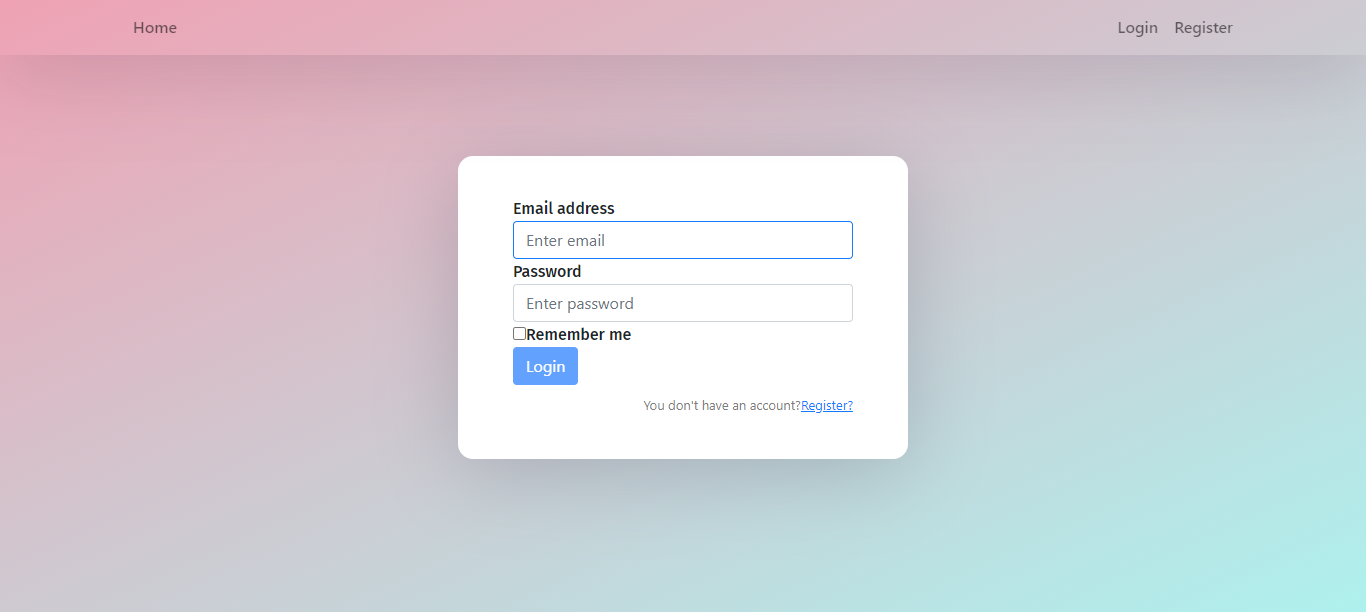 Home Login Register
Email address
Enter email
Password
Enter password
Remember me
Login
You don't have an account?Register?